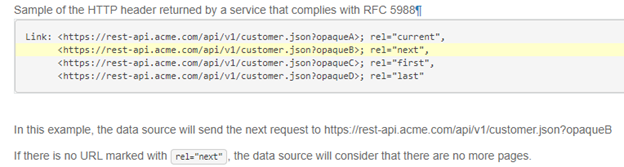 Sample of the HTTP header returned by a service that complies with RFC 5988¶
Link: <https://rest-api.acme.com/api/v1/customer.json?opaqueA>; rel="current",
<https://rest-api.acme.com/api/v1/customer.json?opaqueB>; rel="next",
<https://rest-api.acme.com/api/v1/customer.json?opaqueC>; rel="first",
<https://rest-api.acme.com/api/v1/customer.json?opaqueD>; rel="last"
In this example, the data source will send the next request to https://rest-api.acme.com/api/v1/customer.json?opaqueB
If there is no URL marked with rel="next", the data source will consider that there are no more pages.